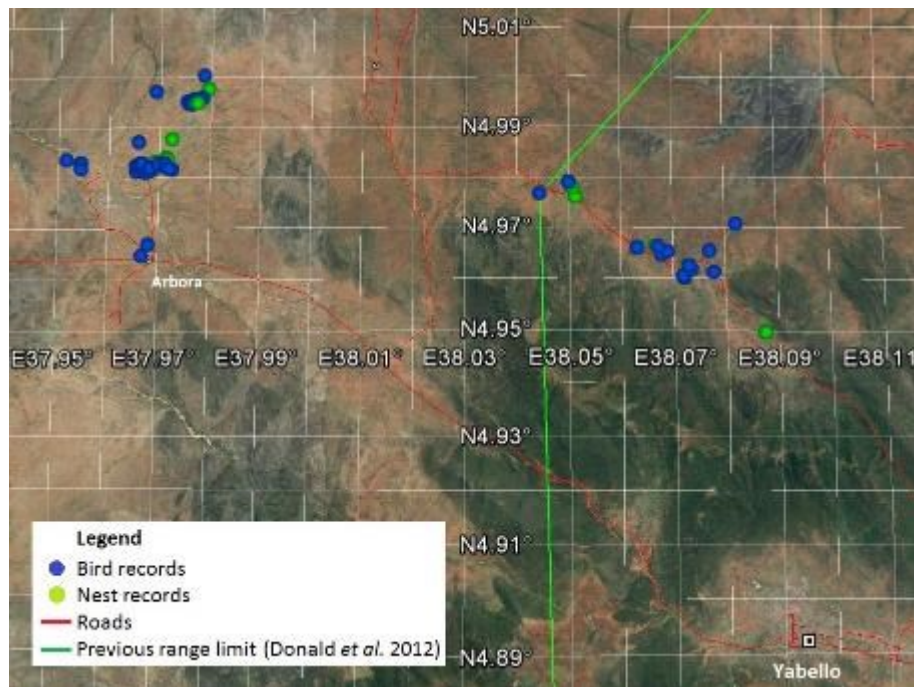 N5.01°
N4.99°
N4.97°
Arbora
N4.95°
E37.95° E37.97° E37.99° E38.01° E38.03° E38.05° E38.07° E38.09° E38.11
N4.93°
N4.91°
N4.89°
Yabello
Legend
Bird records
Nest records
Roads
Previous range limit (Donald et al. 2012)